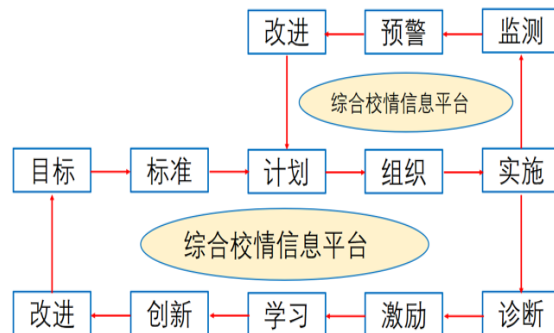 改进 预警 监测
综合校情信息平台
目标 标准 计划 组织 实施
综合校情信息平台
改进 创新 学习 激励 诊断